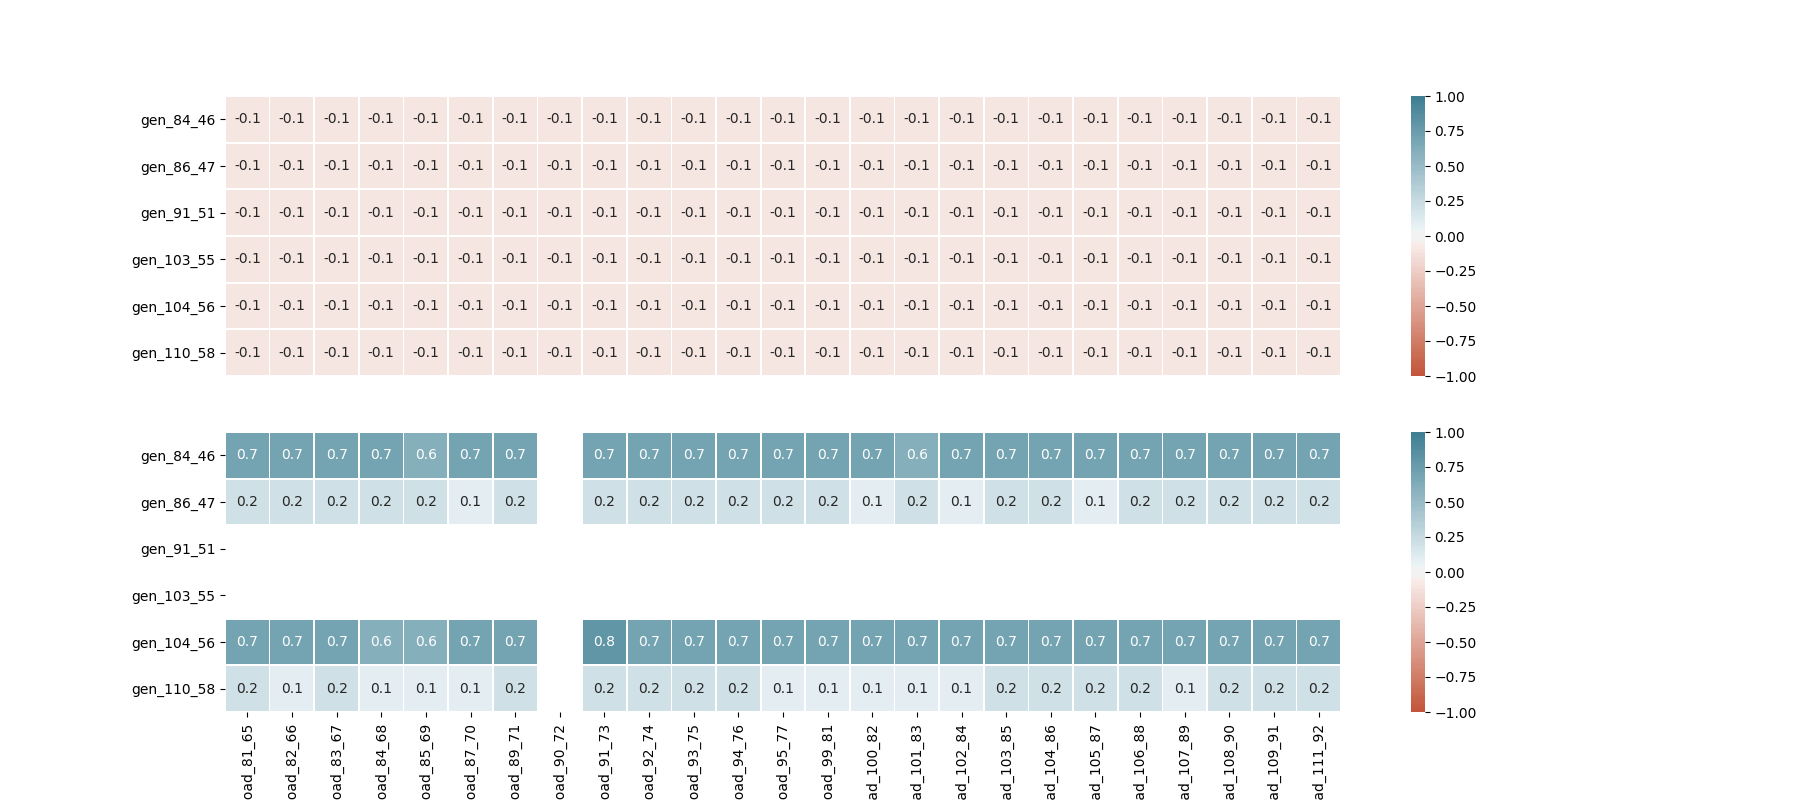 gen_84_46 -0.1 -0.1 -0.1 -0.1 -0.1 -0.1 -0.1 -0.1 -0.1 -0.1 -0.1 -0.1 -0.1 -0.1 -0.1 -0.1 -0.1 -0.1 -0.1 -0.1 -0.1 -0.1 -0.1 -0.1 -0.1
gen_86_47 -0.1 -0.1 -0.1 -0.1 -0.1 -0.1 -0.1 -0.1 -0.1 -0.1 -0.1 -0.1 -0.1 -0.1 -0.1 -0.1 -0.1 -0.1 -0.1 -0.1 -0.1 -0.1 -0.1 -0.1 -0.1
gen_91_51 -0.1 -0.1 -0.1 -0.1 -0.1 -0.1 -0.1 -0.1 -0.1 -0.1 -0.1 -0.1 -0.1 -0.1 -0.1 -0.1 -0.1 -0.1 -0.1 -0.1 -0.1 -0.1 -0.1 -0.1 -0.1
gen_103_55 -0.1 -0.1 -0.1 -0.1 -0.1 -0.1 -0.1 -0.1 -0.1 -0.1 -0.1 -0.1 -0.1 -0.1 -0.1 -0.1 -0.1 -0.1 -0.1 -0.1 -0.1 -0.1 -0.1 -0.1 -0.1
gen_104_56 -0.1 -0.1 -0.1 -0.1 -0.1 -0.1 -0.1 -0.1 -0.1 -0.1 -0.1 -0.1 -0.1 -0.1 -0.1 -0.1 -0.1 -0.1 -0.1 -0.1 -0.1 -0.1 -0.1 -0.1 -0.1
gen_110_58 -0.1 -0.1 -0.1 -0.1 -0.1 -0.1 -0.1 -0.1 -0.1 -0.1 -0.1 -0.1 -0.1 -0.1 -0.1 -0.1 -0.1 -0.1 -0.1 -0.1 -0.1 -0.1 -0.1 -0.1 -0.1
1.00
0.75
0.50
0.25
0.00
−0.25
−0.50
−0.75
−1.00
gen_84_46 0.7 0.7 0.7 0.7 0.6 0.7 0.7 0.7 0.7 0.7 0.7 0.7 0.7 0.7 0.6 0.7 0.7 0.7 0.7 0.7 0.7 0.7 0.7 0.7
gen_86_47 0.2 0.2 0.2 0.2 0.2 0.1 0.2 0.2 0.2 0.2 0.2 0.2 0.2 0.1 0.2 0.1 0.2 0.2 0.1 0.2 0.2 0.2 0.2 0.2
gen_91_51
gen_103_55
gen_104_56 0.7 0.7 0.7 0.6 0.6 0.7 0.7 0.8 0.7 0.7 0.7 0.7 0.7 0.7 0.7 0.7 0.7 0.7 0.7 0.7 0.7 0.7 0.7 0.7
gen_110_58 0.2 0.1 0.2 0.1 0.1 0.1 0.2 0.2 0.2 0.2 0.2 0.1 0.1 0.1 0.1 0.1 0.2 0.2 0.2 0.2 0.1 0.2 0.2 0.2
1.00
0.75
0.50
0.25
0.00
−0.25
−0.50
−0.75
−1.00
oad_81_65
oad_82_66
oad_83_67
oad_84_68
oad_85_69
oad_87_70
oad_89_71
oad_90_72
oad_91_73
oad_92_74
oad_93_75
oad_94_76
oad_95_77
oad_99_81
ad_100_82
ad_101_83
ad_102_84
ad_103_85
ad_104_86
ad_105_87
ad_106_88
ad_107_89
ad_108_90
ad_109_91
ad_111_92